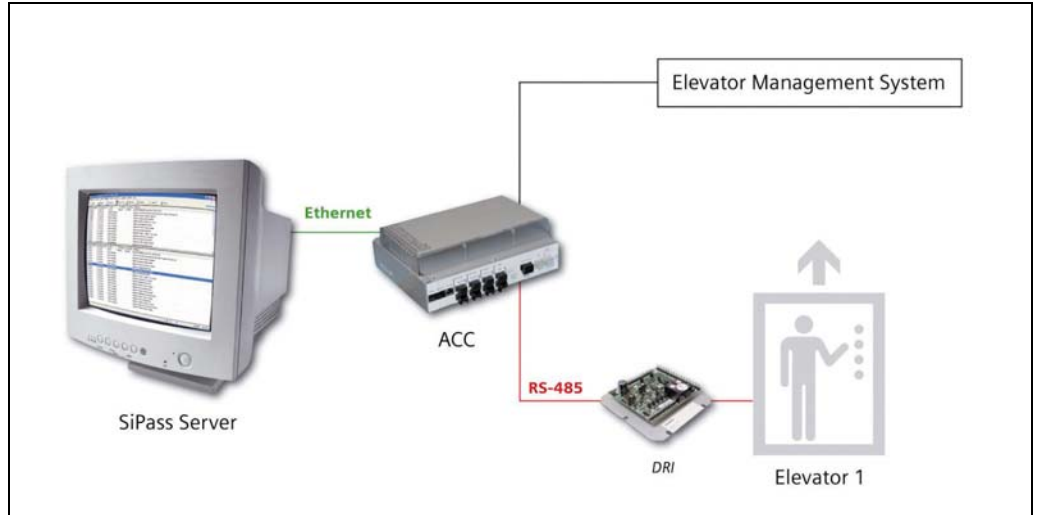 Elevator Management System
Ethernet
ACC
RS-485
SiPass Server
DRI
Elevator 1